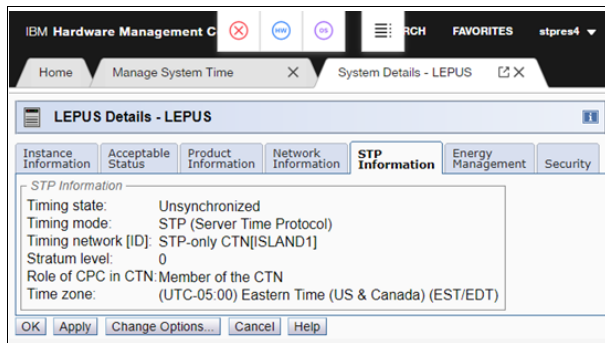 IBM Hardware Management C
HW
OS
RCH
FAVORITES
stpres4
Home
Manage System Time
System Details - LEPUS
LEPUS Details - LEPUS
i
Instance Information
Acceptable Status
Product Information
Network Information
STP Information
Energy Management
Security
STP Information
Timing state: Unsynchronized
Timing mode: STP (Server Time Protocol)
Timing network [ID]: STP-only CTN[ISLAND1]
Stratum level: 0
Role of CPC in CTN: Member of the CTN
Time zone: (UTC-05:00) Eastern Time (US & Canada) (EST/EDT)
OK Apply Change Options... Cancel Help